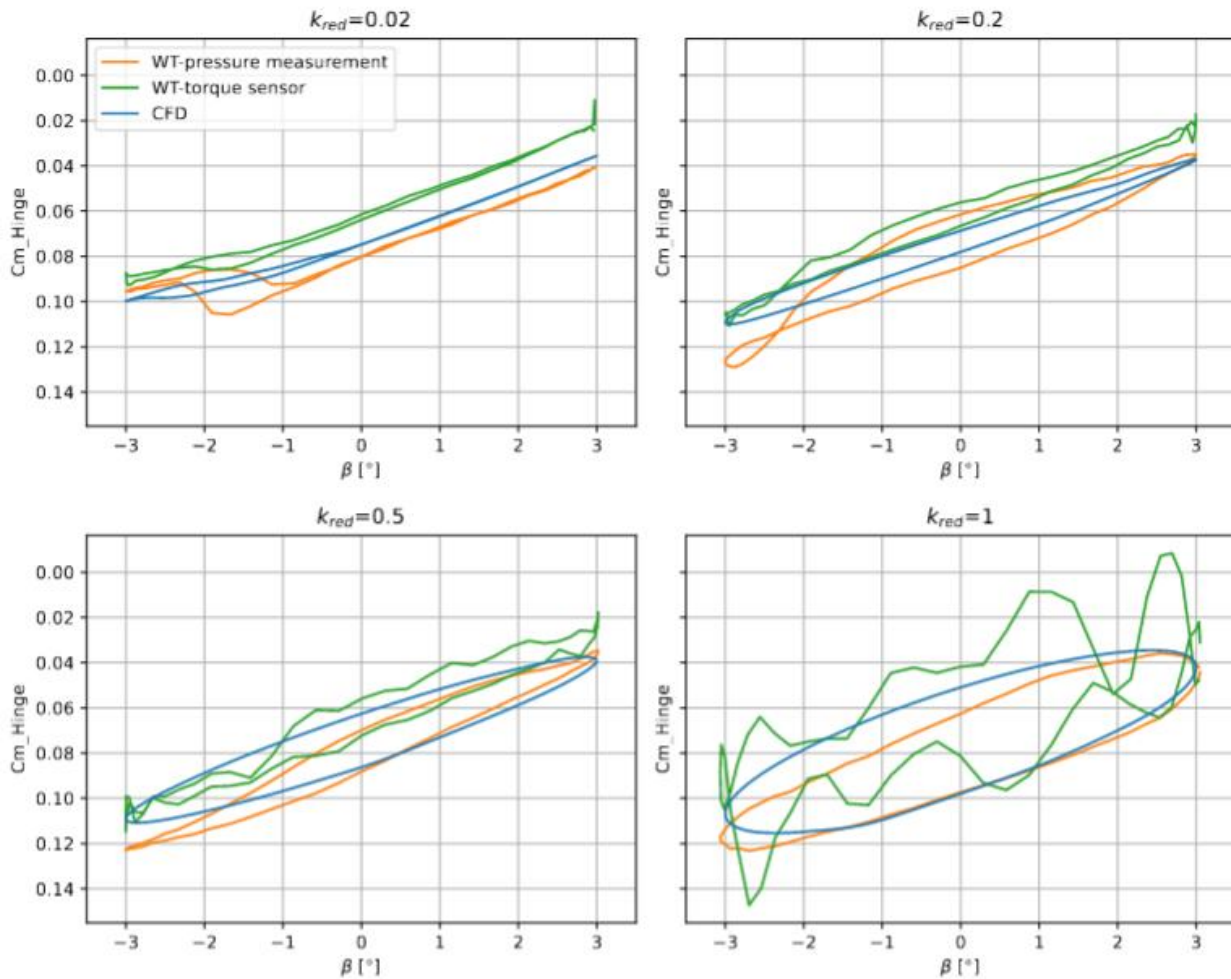 k_red=0.02
k_red=0.2
WT-pressure measurement
WT-torque sensor
CFD
0.00
0.02
0.04
0.06
0.08
0.10
0.12
0.14
Cm_Hinge
Cm_Hinge
−3 −2 −1 0 1 2 3
β [°]
−3 −2 −1 0 1 2 3
β [°]
k_red=0.5
k_red=1
0.00
0.02
0.04
0.06
0.08
0.10
0.12
0.14
Cm_Hinge
Cm_Hinge
−3 −2 −1 0 1 2 3
β [°]
−3 −2 −1 0 1 2 3
β [°]